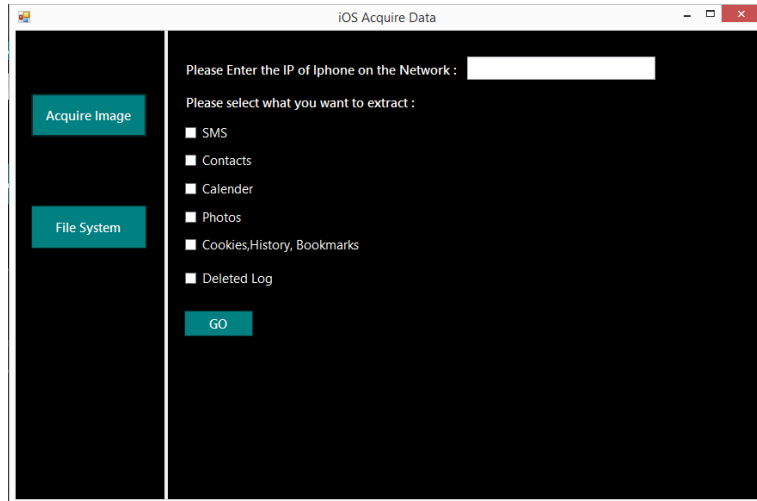 iOS Acquire Data
Acquire Image
File System
Please Enter the IP of Iphone on the Network :
Please select what you want to extract :
SMS
Contacts
Calender
Photos
Cookies,History, Bookmarks
Deleted Log
GO